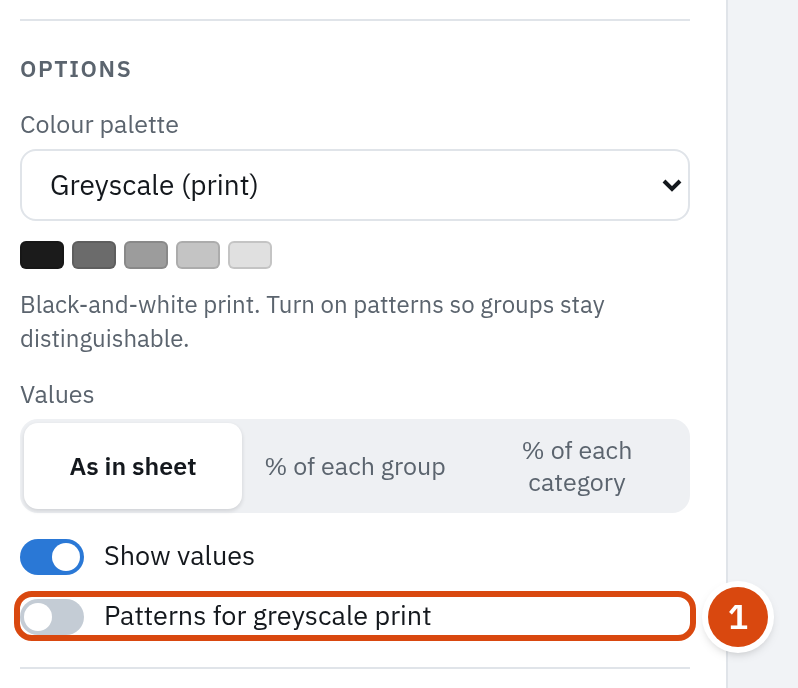 OPTIONS
Colour palette
Greyscale (print)
Black-and-white print. Turn on patterns so groups stay
distinguishable.
Values
As in sheet
% of each group
% of each
category
Show values
Patterns for greyscale print
1